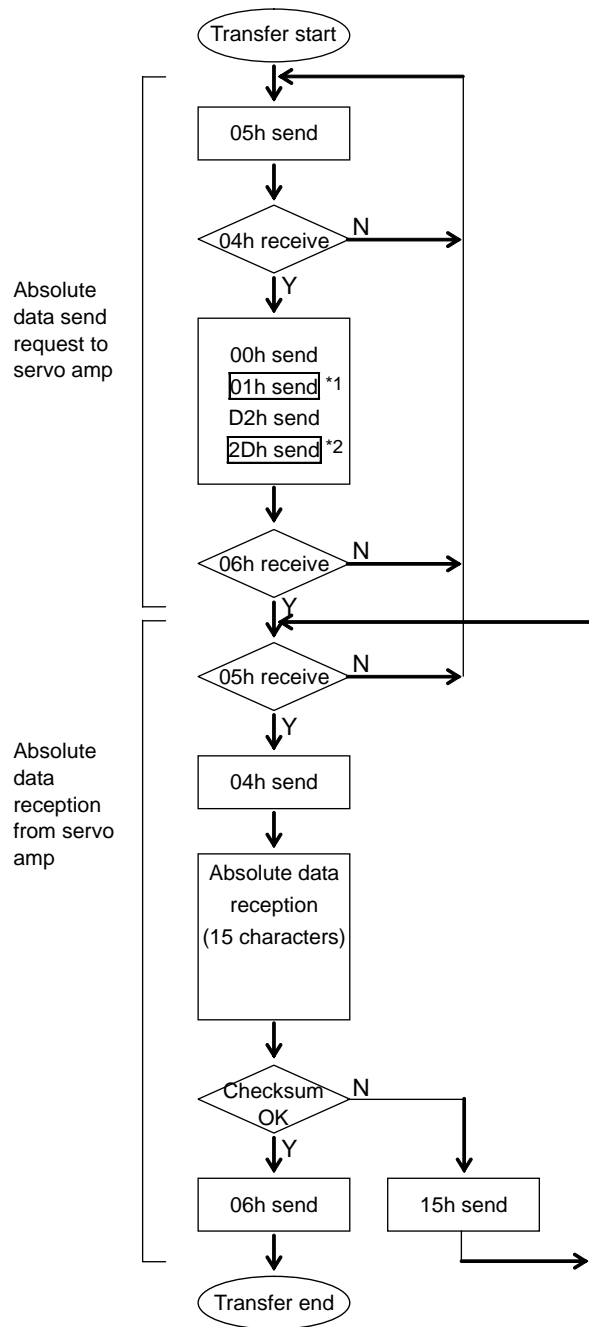 Transfer start
05h send
04h receive
N
Y
Absolute
data send
request to
servo amp
00h send
01h send *1
D2h send
2Dh send *2
06h receive
N
Y
05h receive
N
Y
Absolute
data
reception
from servo
amp
04h send
Absolute data
reception
(15 characters)
Checksum
OK
N
Y
06h send
15h send
Transfer end